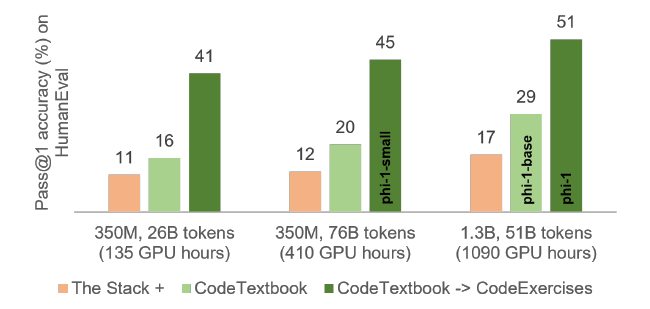 Pass@1 accuracy (%) on
HumanEval
11
16
41
12
20
45
phi-1-small
17
29
phi-1-base
51
phi-1
350M, 26B tokens
(135 GPU hours)
350M, 76B tokens
(410 GPU hours)
1.3B, 51B tokens
(1090 GPU hours)
The Stack +
CodeTextbook
CodeTextbook -> CodeExercises